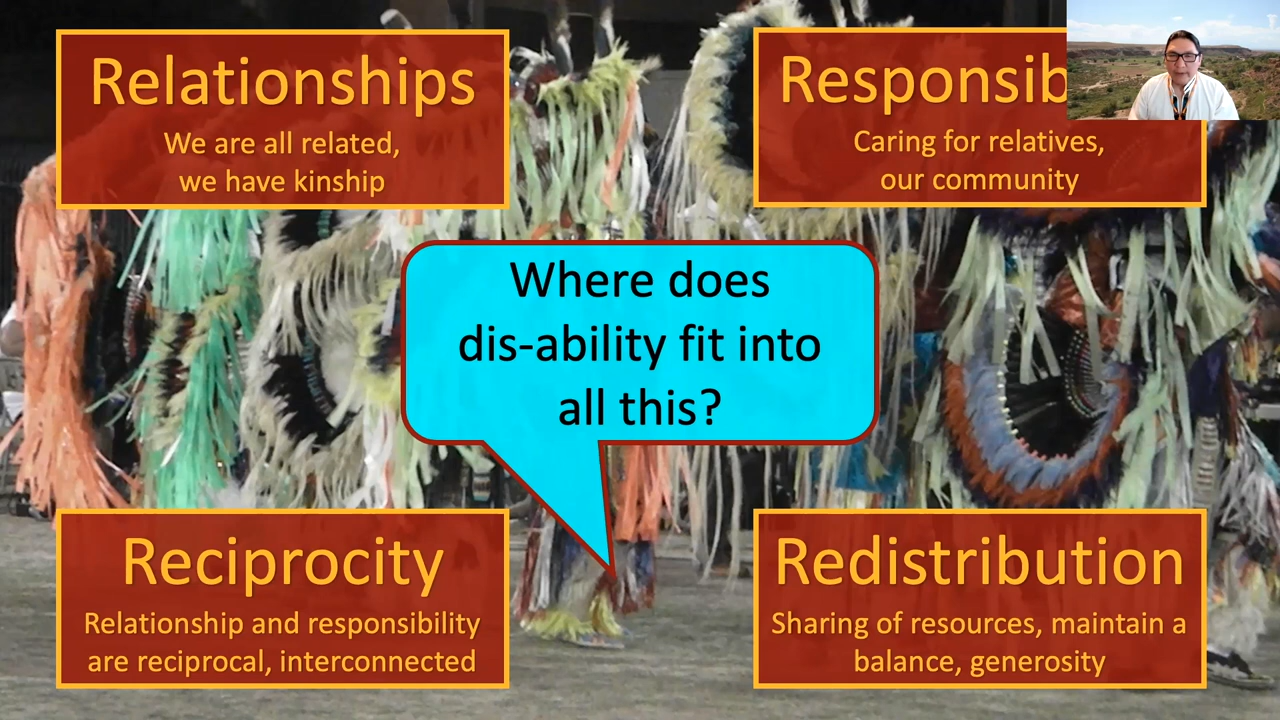 Relationships
We are all related,
we have kinship
Responsib
Caring for relatives,
our community
Where does
dis-ability fit into
all this?
Reciprocity
Relationship and responsibility
are reciprocal, interconnected
Redistribution
Sharing of resources, maintain a
balance, generosity